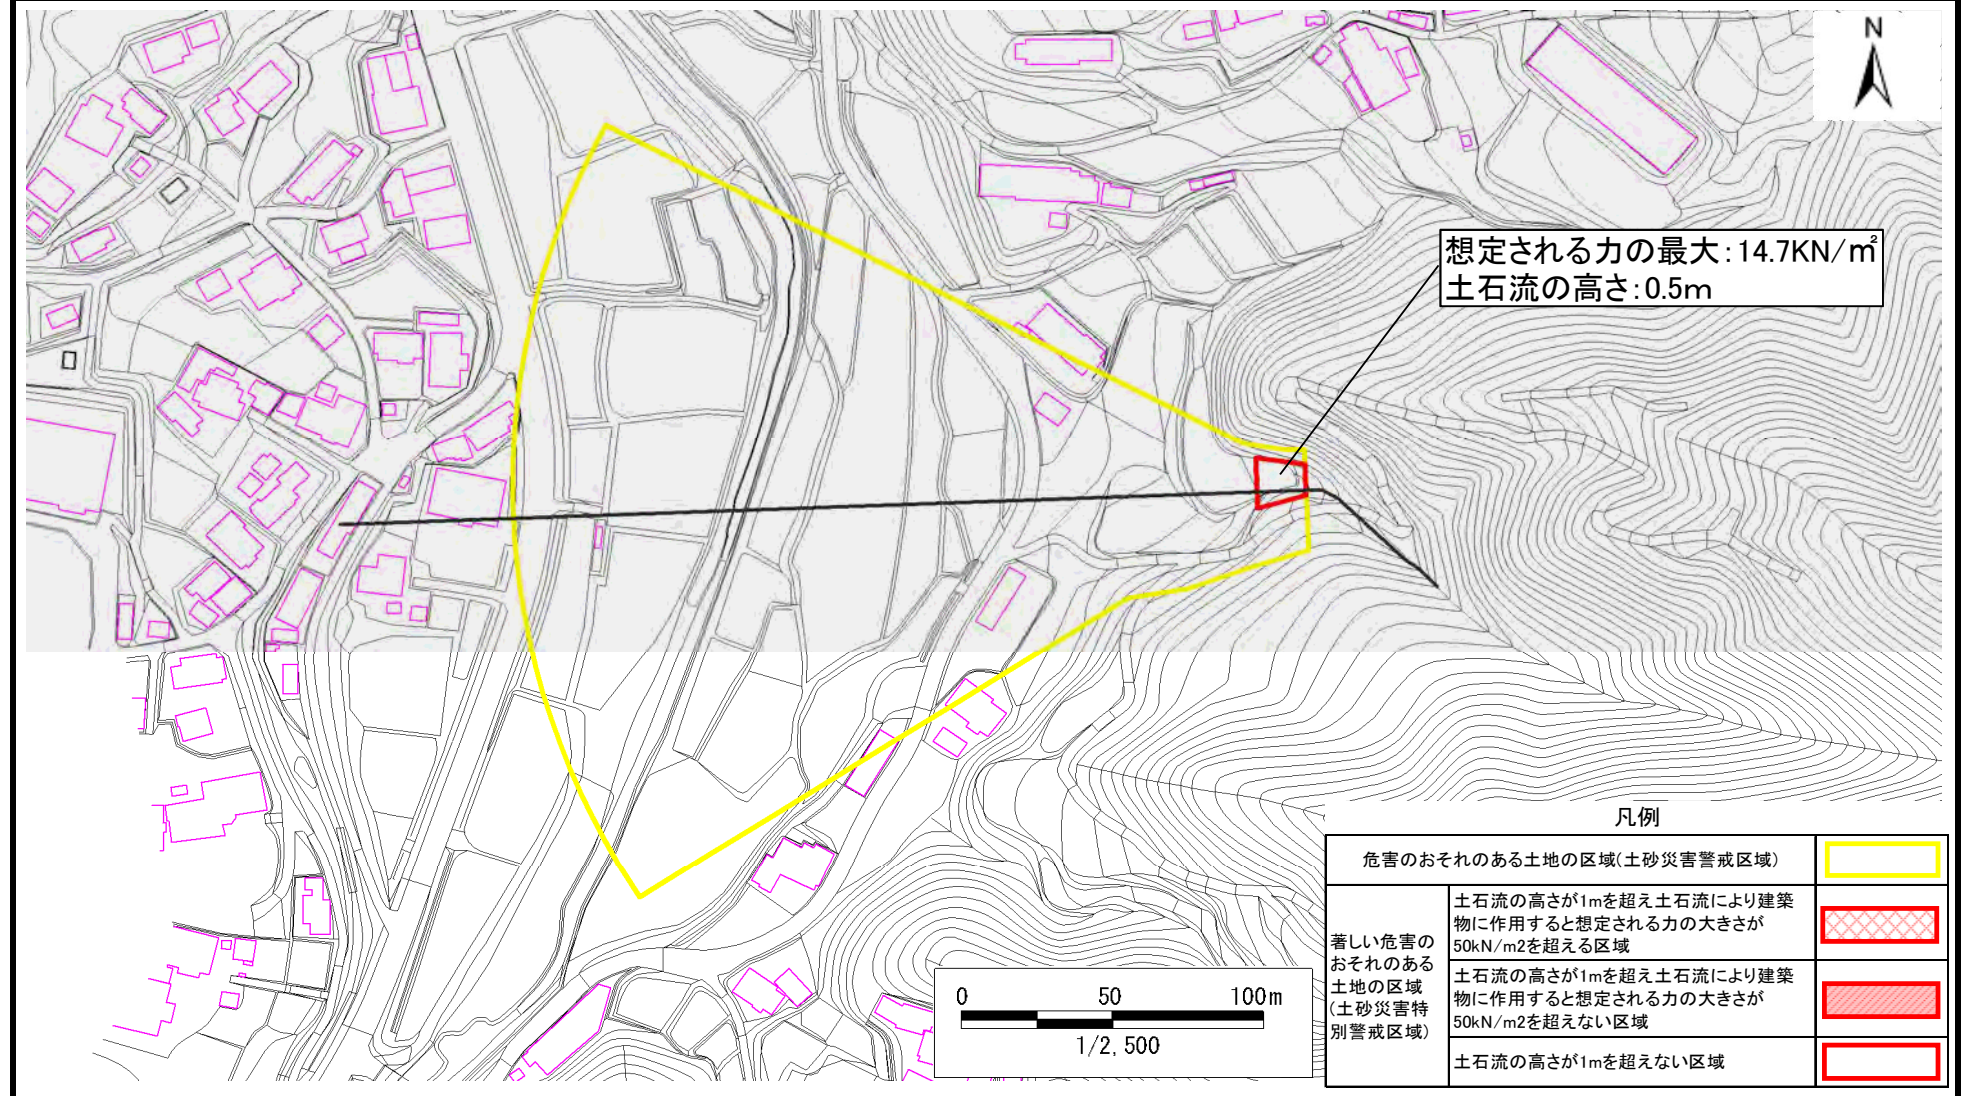 N
想定される力の最大:14.7KN/㎡
土石流の高さ:0.5m
凡例
危害のおそれのある土地の区域(土砂災害警戒区域)
著しい危害の
おそれのある
土地の区域
(土砂災害特
別警戒区域)
土石流の高さが1mを超え土石流により建築
物に作用すると想定される力の大きさが
50kN/m2を超える区域
土石流の高さが1mを超え土石流により建築
物に作用すると想定される力の大きさが
50kN/m2を超えない区域
土石流の高さが1mを超えない区域
0 50 100m
1/2,500